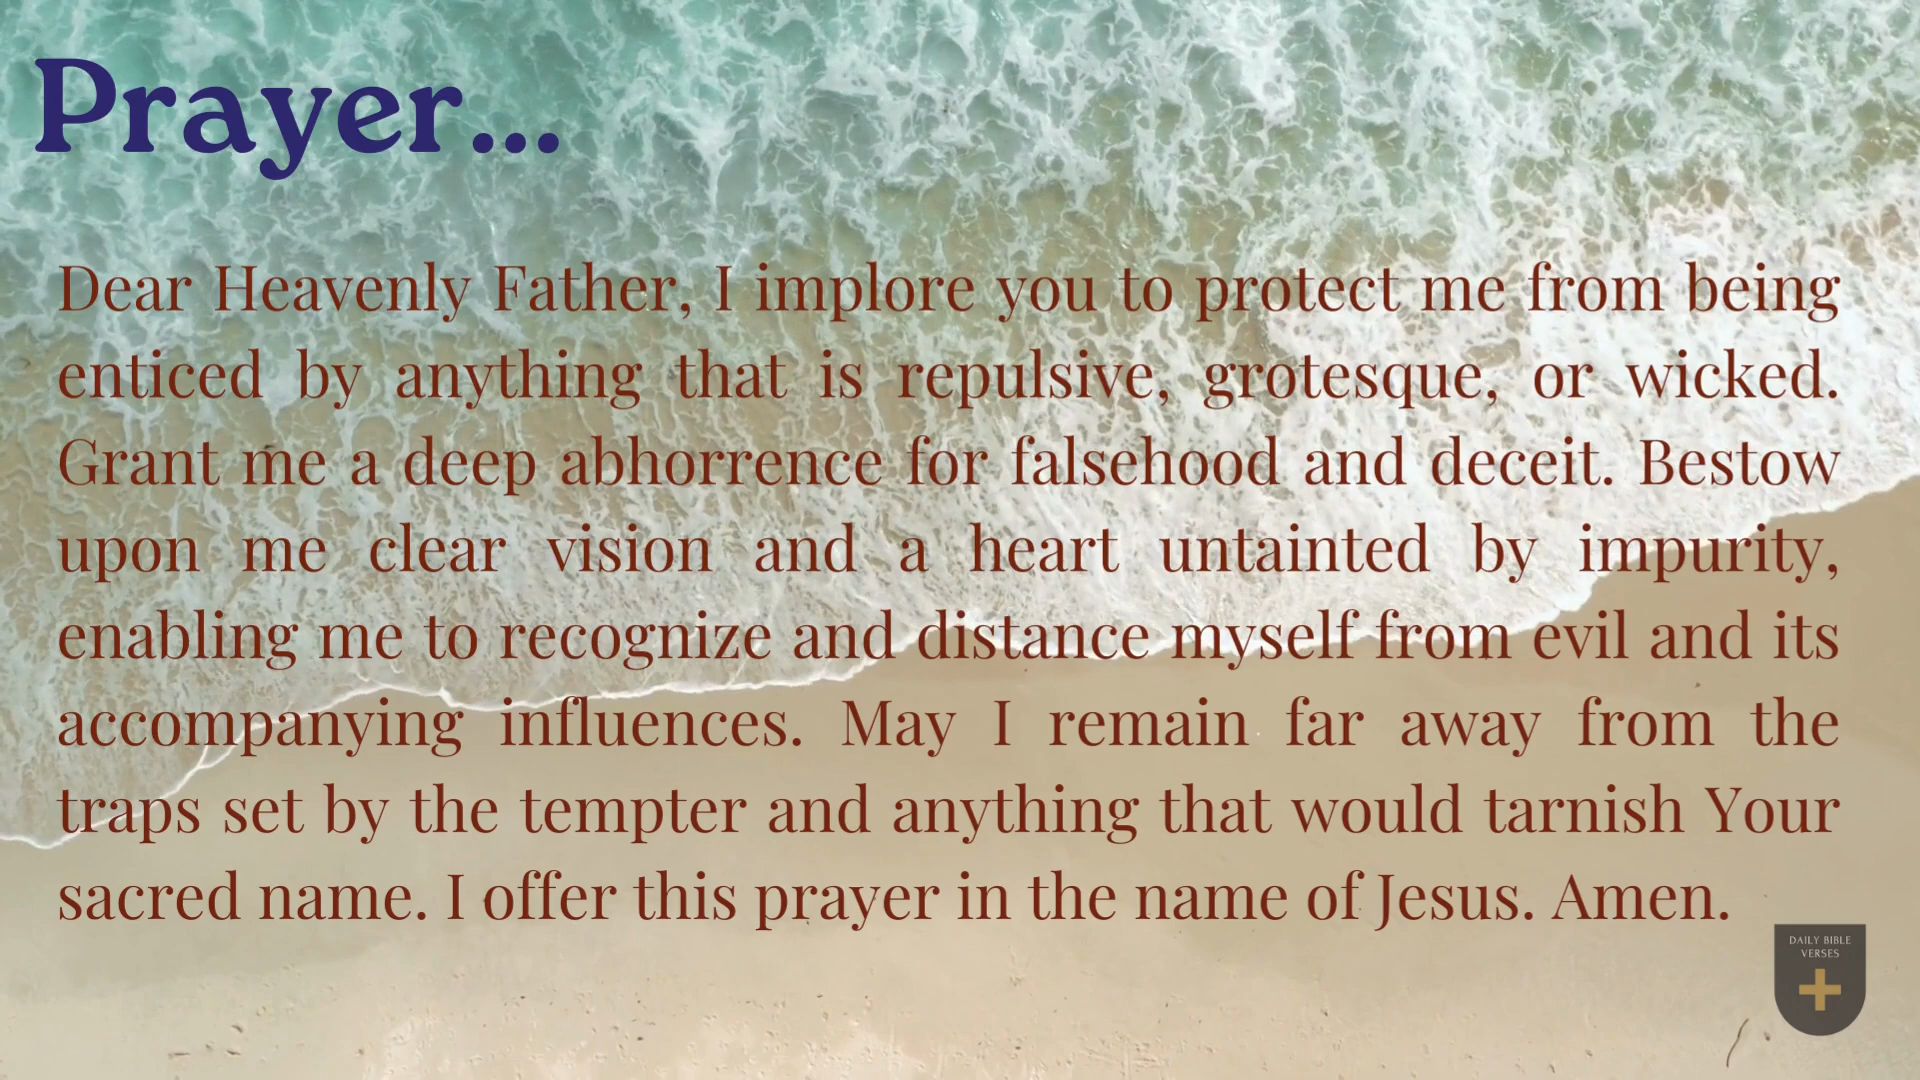 Prayer...
Dear Heavenly Father, I implore you to protect me from being
enticed by anything that is repulsive, grotesque, or wicked.
Grant me a deep abhorrence for falsehood and deceit. Bestow
upon me clear vision and a heart untainted by impurity,
enabling me to recognize and distance myself from evil and its
accompanying influences. May I remain far away from the
traps set by the tempter and anything that would tarnish Your
sacred name. I offer this prayer in the name of Jesus. Amen.
DAILY BIBLE
VERSES